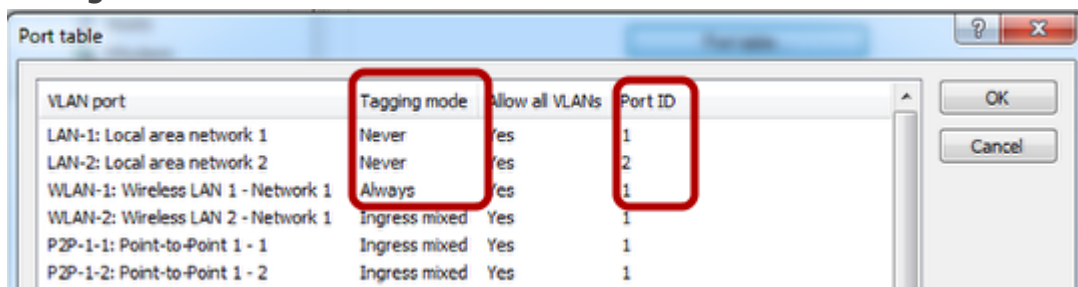 Port table
VLAN port Tagging mode Allow all VLANs Port ID
LAN-1: Local area network 1 Never Yes 1
LAN-2: Local area network 2 Never Yes 2
WLAN-1: Wireless LAN 1 - Network 1 Always Yes 1
WLAN-2: Wireless LAN 2 - Network 1 Ingress mixed Yes 1
P2P-1-1: Point-to-Point 1 - 1 Ingress mixed Yes 1
P2P-1-2: Point-to-Point 1 - 2 Ingress mixed Yes 1
OK
Cancel